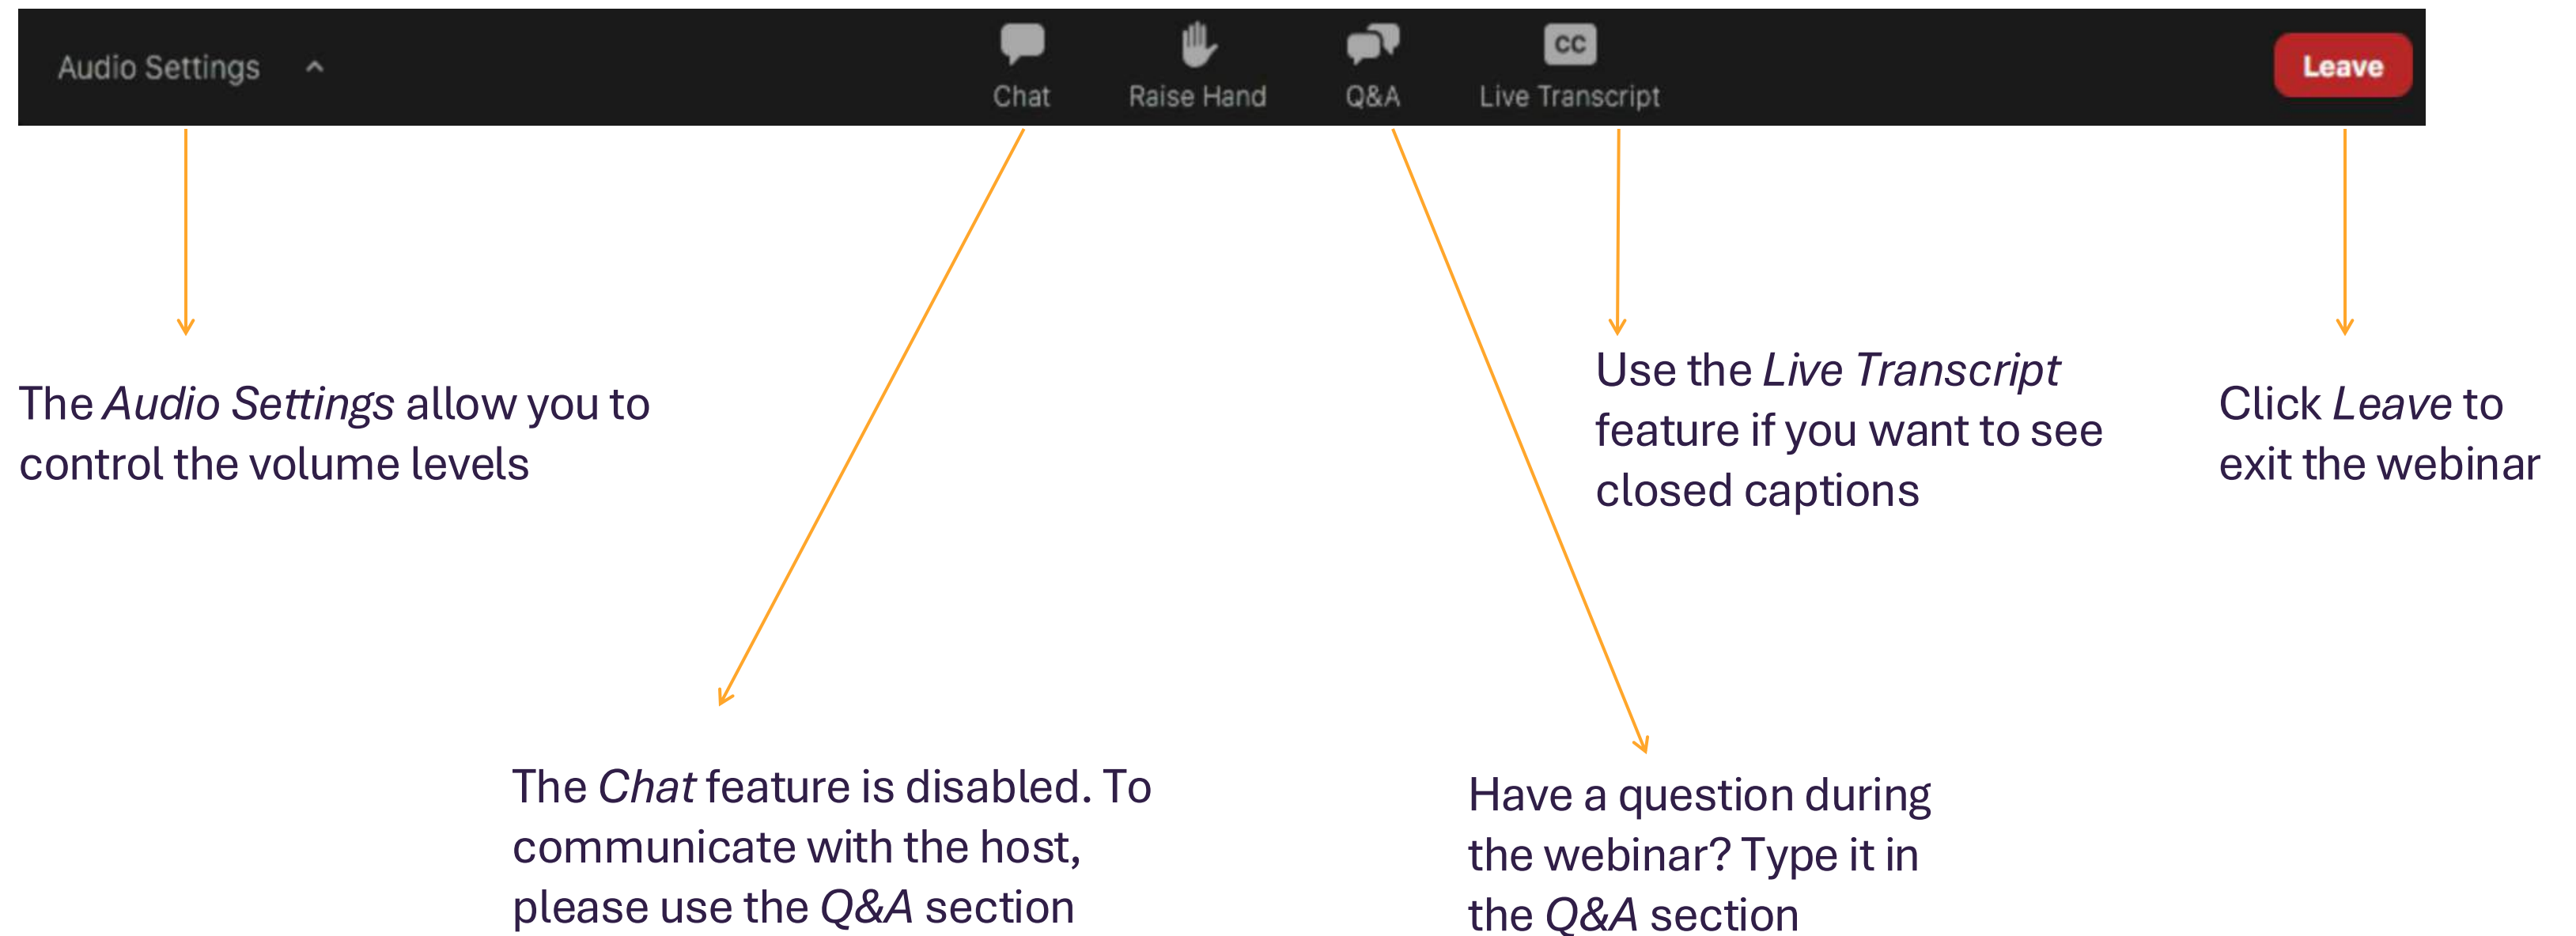 Audio Settings
Chat
Raise Hand
Q&A
CC
Live Transcript
Leave
The Audio Settings allow you to
control the volume levels
Use the Live Transcript
feature if you want to see
closed captions
Click Leave to
exit the webinar
The Chat feature is disabled. To
communicate with the host,
please use the Q&A section
Have a question during
the webinar? Type it in
the Q&A section